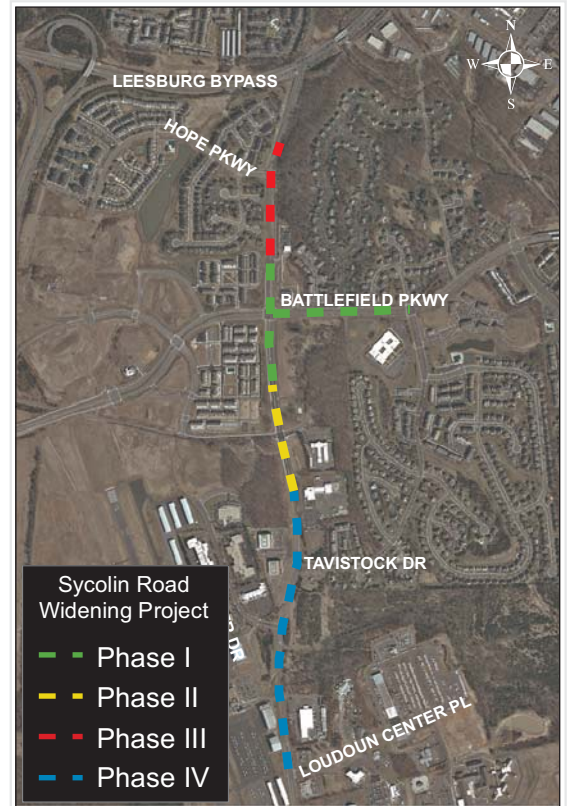 N
W E
S
LEESBURG BYPASS
HOPE PKWY
BATTLEFIELD PKWY
TAVISTOCK DR
Sycolin Road
Widening Project
Phase I
Phase II
Phase III
Phase IV
DR
LOUDOUN CENTER PL